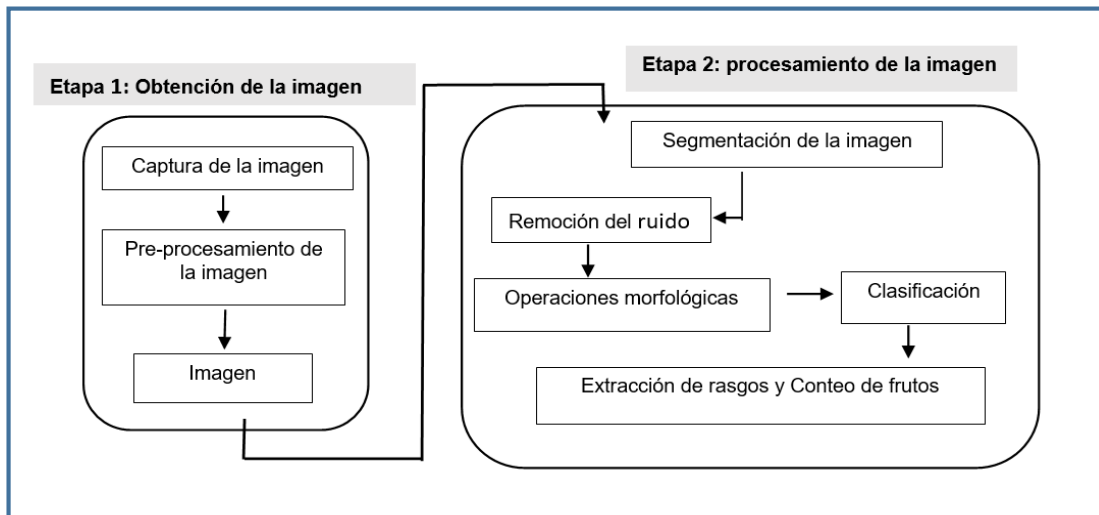 Etapa 1: Obtención de la imagen
Captura de la imagen
Pre-procesamiento de
la imagen
Imagen
Etapa 2: procesamiento de la imagen
Segmentación de la imagen
Remoción del ruido
Operaciones morfológicas
Clasificación
Extracción de rasgos y Conteo de frutos